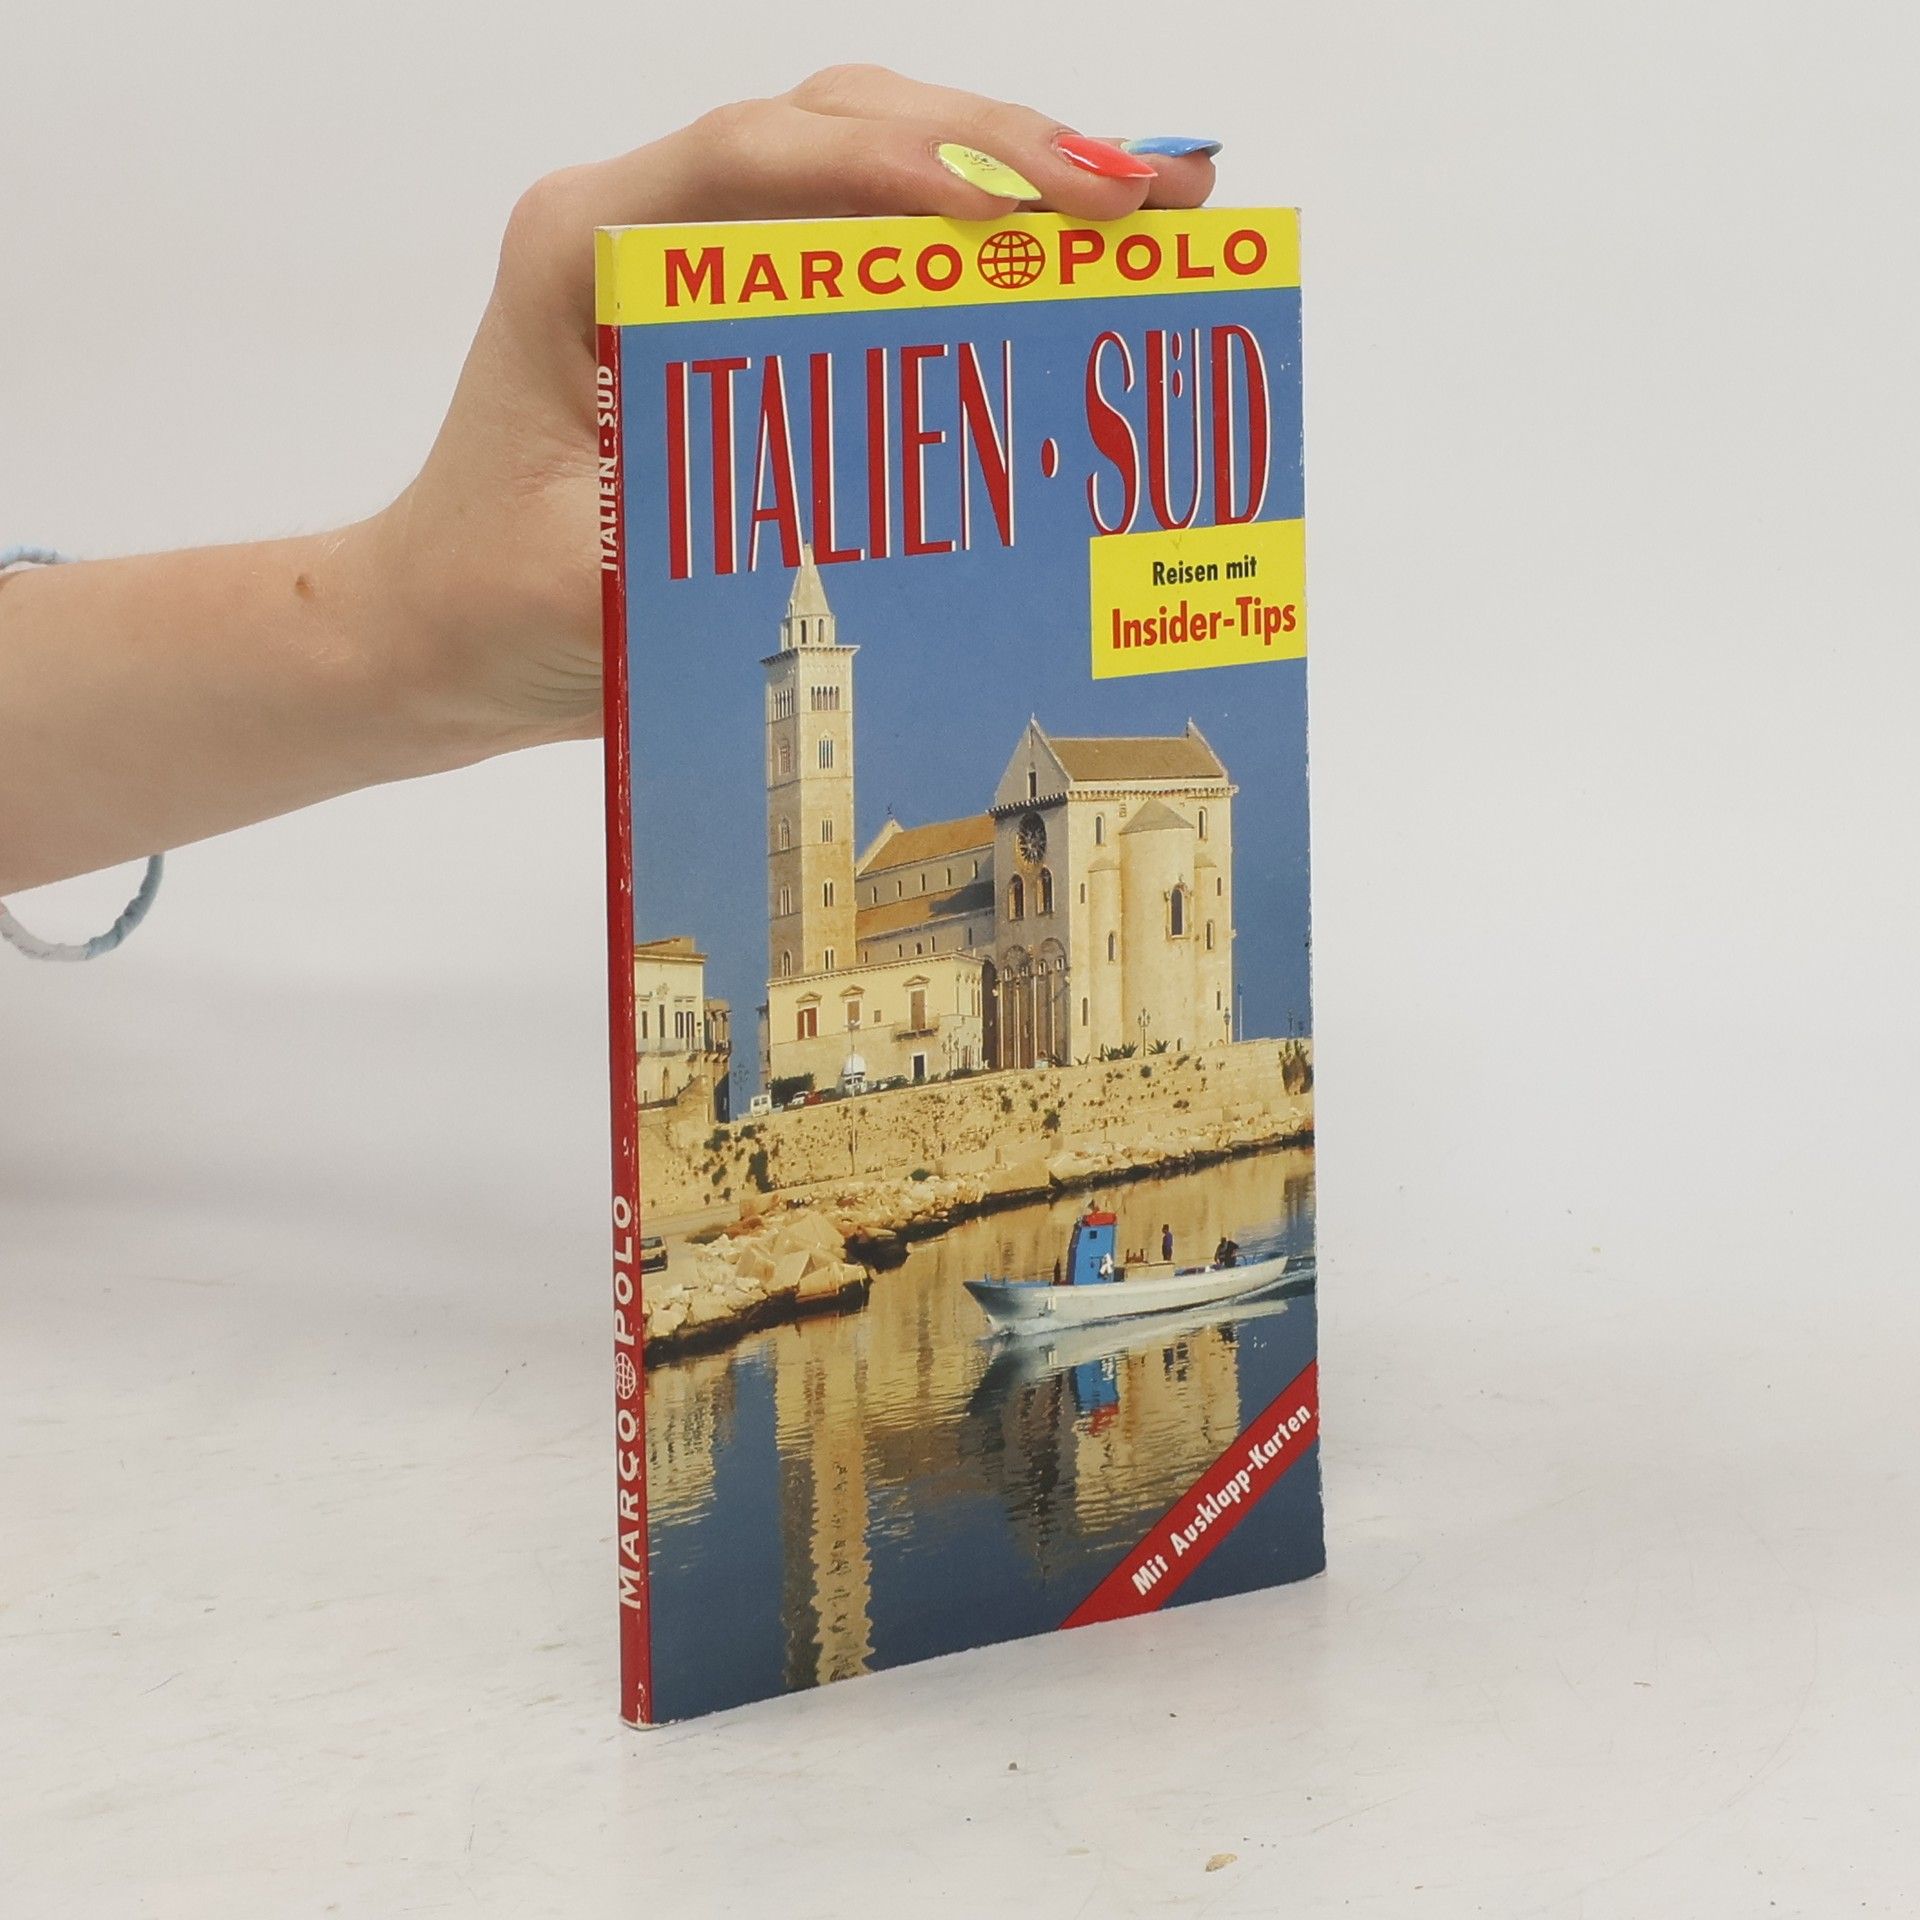 MARCO POLO
ITALIEN · SÜD
Reisen mit
Insider-Tips
Mit Ausklapp-Karten
ITALIEN · SÜD
MARCO POLO